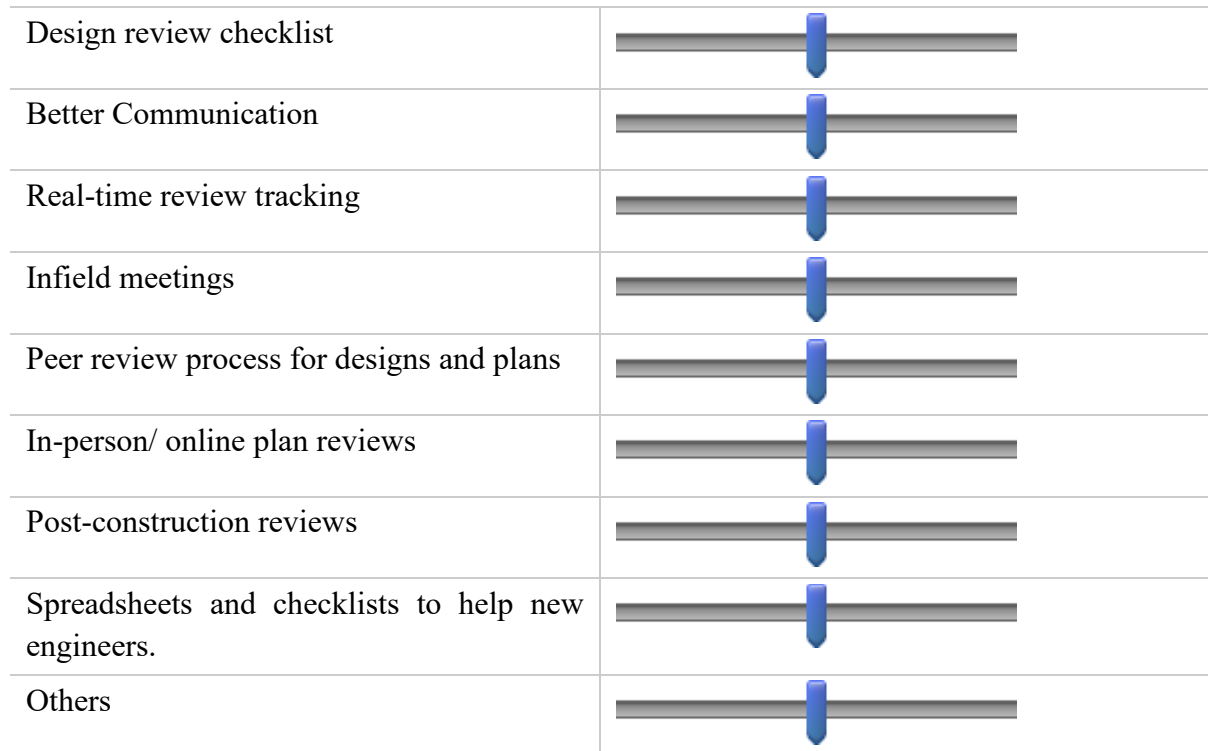 Design review checklist
Better Communication
Real-time review tracking
Infield meetings
Peer review process for designs and plans
In-person/ online plan reviews
Post-construction reviews
Spreadsheets and checklists to help new
engineers.
Others